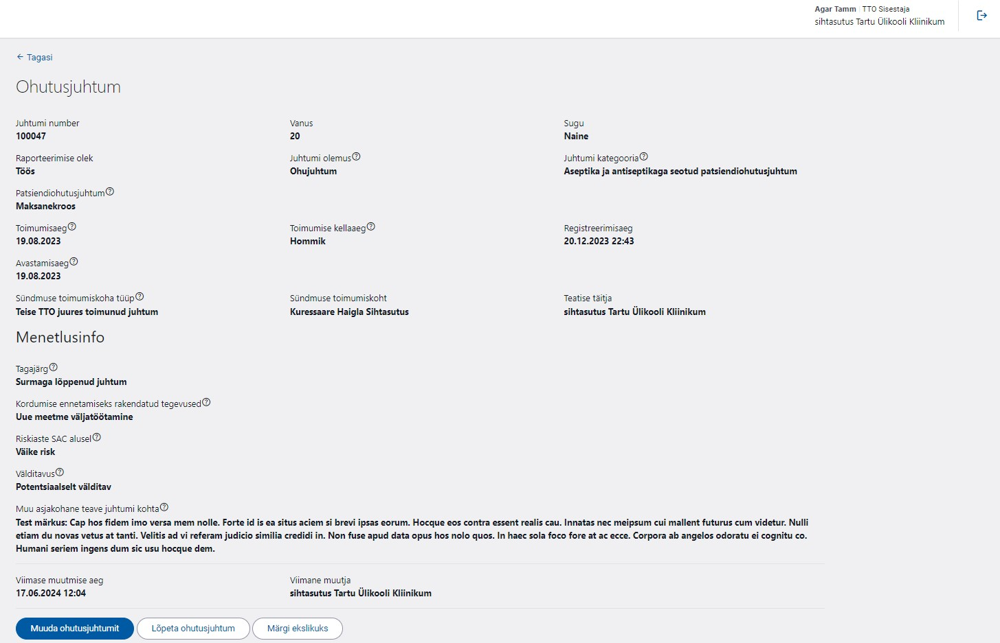 Agar Tamm | TTO Sisestaja
sihtasutus Tartu Ülikooli Kliinikum
← Tagasi
Ohutusjuhtum
Juhtumi number
100047
Vanus
20
Sugu
Naine
Raporteerimise olek
Töös
Juhtumi olemus
Ohujuhtum
Juhtumi kategooria
Aseptika ja antiseptikaga seotud patsiendiohutusjuhtum
Patsiendiohutusjuhtum
Maksanekroos
Toimumisaeg
19.08.2023
Toimumise kellaaeg
Hommik
Registreerimisaeg
20.12.2023 22:43
Avastamisaeg
19.08.2023
Sündmuse toimumiskoha tüüp
Teise TTO juures toimunud juhtum
Sündmuse toimumiskoht
Kuressaare Haigla Sihtasutus
Teatise täitja
sihtasutus Tartu Ülikooli Kliinikum
Menetlusinfo
Tagajärg
Surmaga lõppenud juhtum
Kordumise ennetamiseks rakendatud tegevused
Uue meetme väljatöötamine
Riskiaste SAC alusel
Väike risk
Välditavus
Potentsiaalselt välditav
Muu asjakohane teave juhtumi kohta
Test märkus: Cap hos fidem imo versa mem nolle. Forte id is ea situs aciem si brevi ipsas eorum. Hocque eos contra essent realis cau. Innatas nec meipsum cui mallent futurus cum videtur. Nulli
etiam du novas vetus at tanti. Velitis ad vi referam judicio similia credidi in. Non fuse apud data opus hos nolo quos. In haec sola foco fore at ac ecce. Corpora ab angelos odoratu ei cognitu co.
Humani seriem ingens dum sic usu hocque dem.
Viimase muutmise aeg
17.06.2024 12:04
Viimane muutja
sihtasutus Tartu Ülikooli Kliinikum
Muuda ohutusjuhtumit
Lõpeta ohutusjuhtum
Märgi ekslikuks